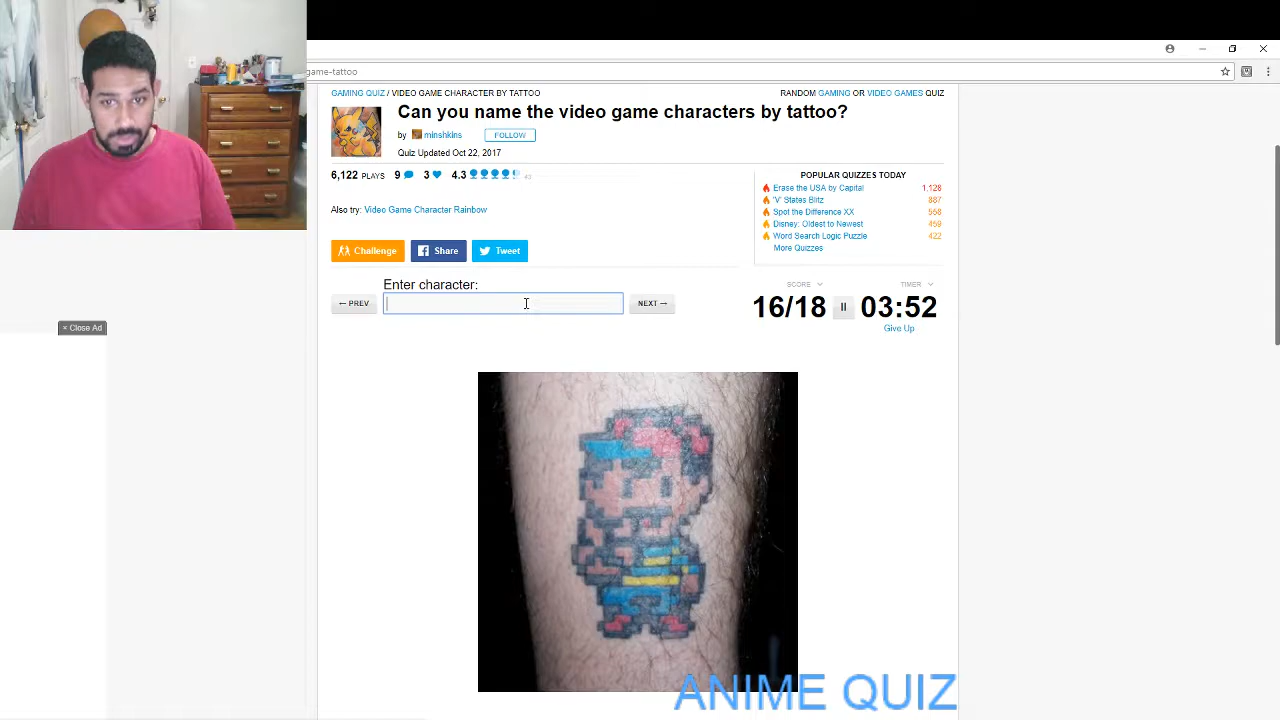 game-tattoo
GAMING QUIZ / VIDEO GAME CHARACTER BY TATTOO
RANDOM GAMING OR VIDEO GAMES QUIZ
Can you name the video game characters by tattoo?
by minshkins FOLLOW
Quiz Updated Oct 22, 2017
6,122 PLAYS 9 3 4.3 42
POPULAR QUIZZES TODAY
Erase the USA by Capital 1,128
'V' States Blitz 887
Spot the Difference XX 558
Disney: Oldest to Newest 459
Word Search Logic Puzzle 422
More Quizzes
Also try: Video Game Character Rainbow
Challenge Share Tweet
Enter character:
← PREV NEXT →
SCORE TIMER
16/18 03:52
Give Up
× Close Ad
ANIME QUIZ